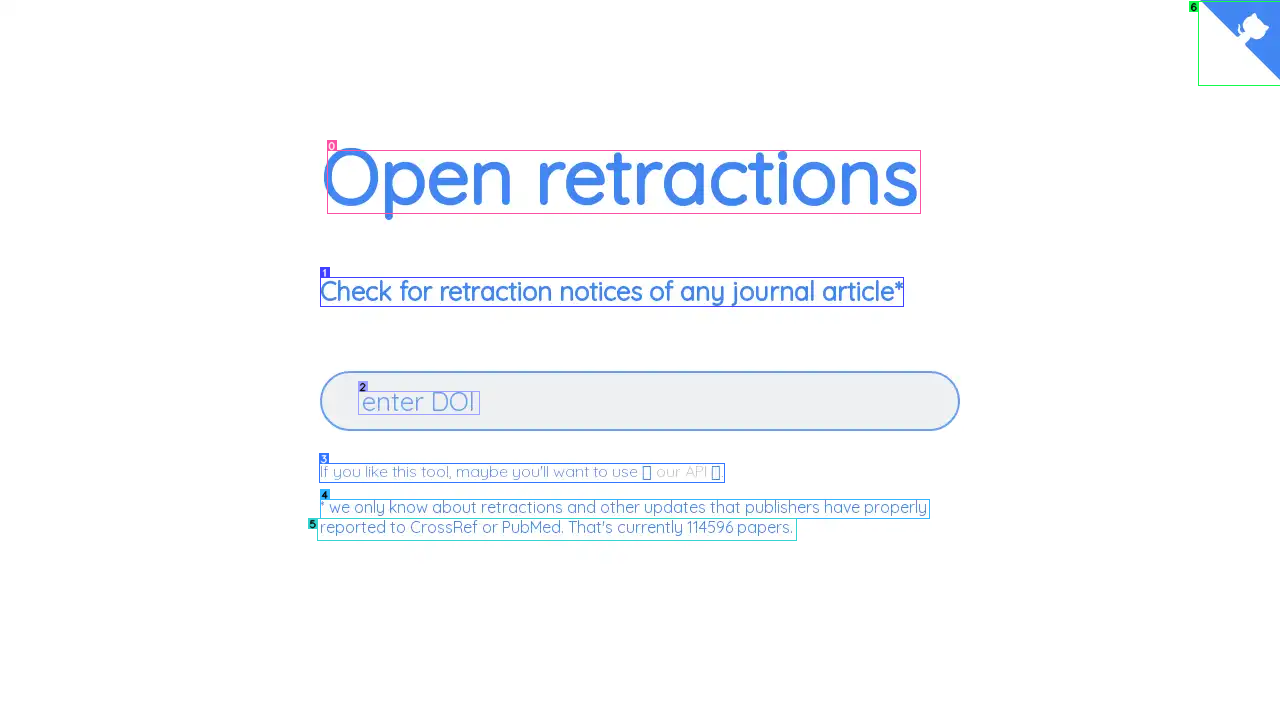 Open retractions
Check for retraction notices of any journal article*
enter DOI
If you like this tool, maybe you'll want to use our API .
* we only know about retractions and other updates that publishers have properly
reported to CrossRef or PubMed. That's currently 114596 papers.
0
1
2
3
4
5
6